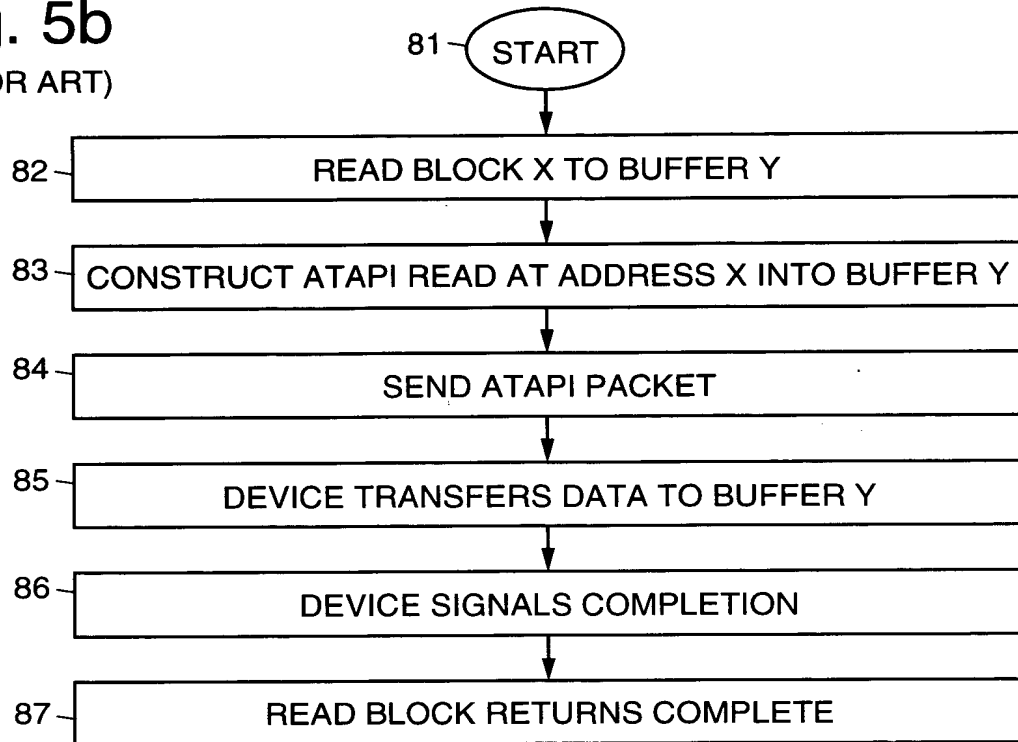 . 5b
81 START
OR ART)
82 READ BLOCK X TO BUFFER Y
83 CONSTRUCT ATAPI READ AT ADDRESS X INTO BUFFER Y
84 SEND ATAPI PACKET
85 DEVICE TRANSFERS DATA TO BUFFER Y
86 DEVICE SIGNALS COMPLETION
87 READ BLOCK RETURNS COMPLETE